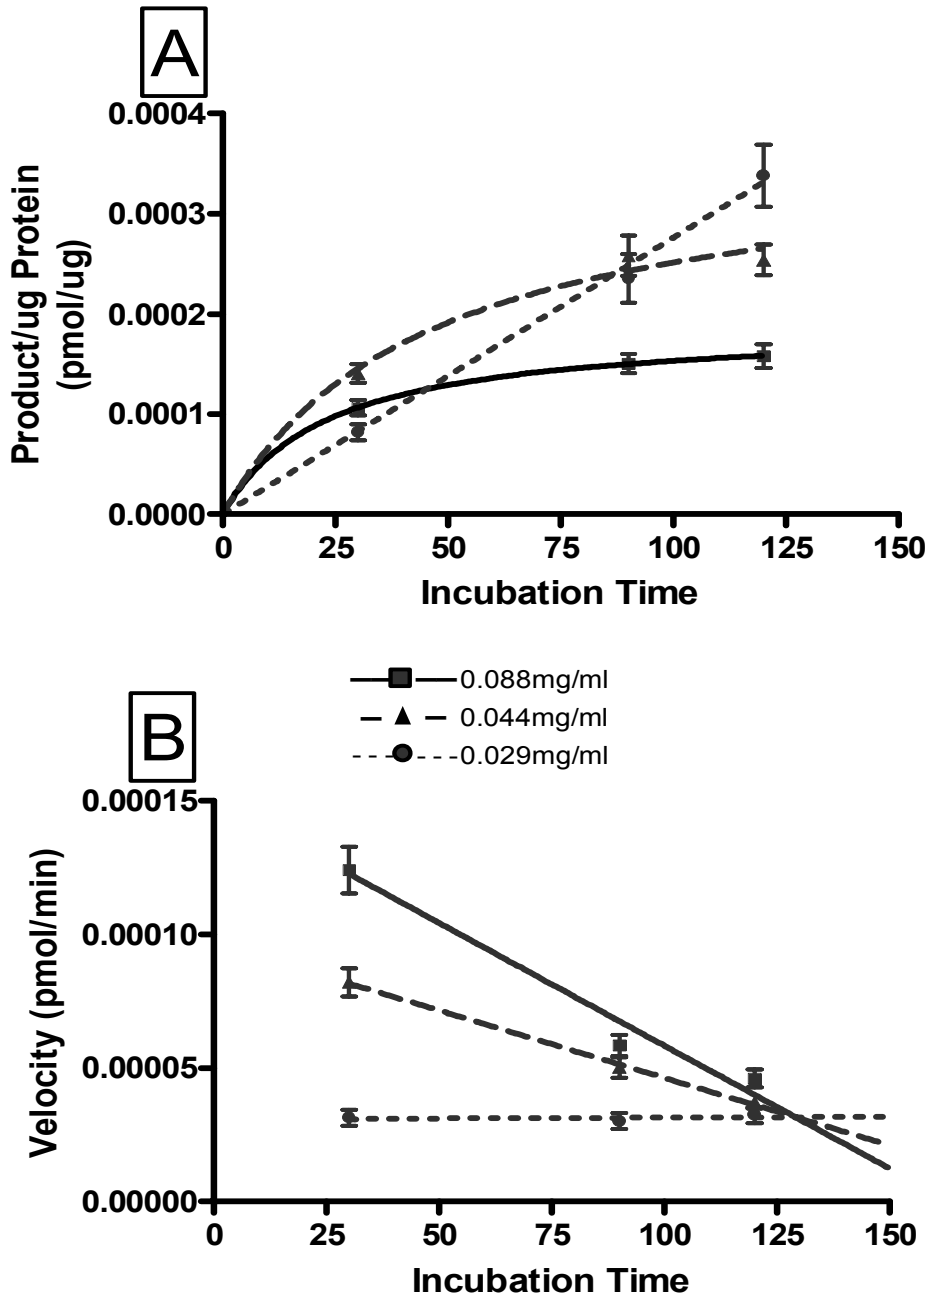 A
0.0004
0.0003
0.0002
0.0001
0.0000
Product/ug Protein
(pmol/ug)
0 25 50 75 100 125 150
Incubation Time
0.088mg/ml
0.044mg/ml
0.029mg/ml
B
0.00015
0.00010
0.00005
0.00000
Velocity (pmol/min)
0 25 50 75 100 125 150
Incubation Time